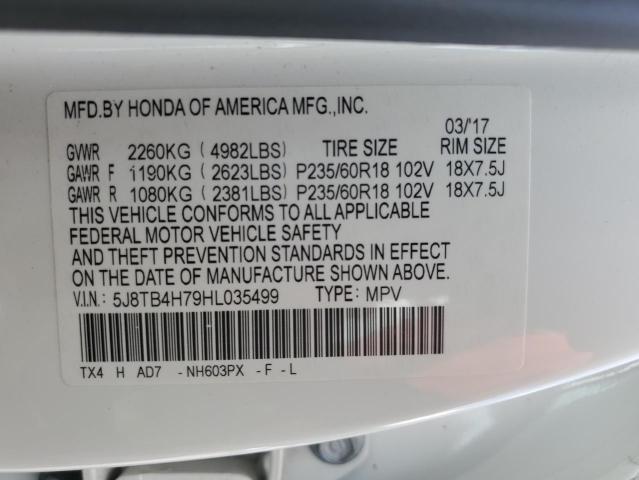 MFD.BY HONDA OF AMERICA MFG.,INC.
03/'17
GVWR 2260KG ( 4982LBS) TIRE SIZE RIM SIZE
GAWR F 1190KG ( 2623LBS) P235/60R18 102V 18X7.5J
GAWR R 1080KG ( 2381LBS) P235/60R18 102V 18X7.5J
THIS VEHICLE CONFORMS TO ALL APPLICABLE
FEDERAL MOTOR VEHICLE SAFETY
AND THEFT PREVENTION STANDARDS IN EFFECT
ON THE DATE OF MANUFACTURE SHOWN ABOVE.
V.I.N.: 5J8TB4H79HL035499 TYPE: MPV
TX4 H AD7 - NH603PX - F - L